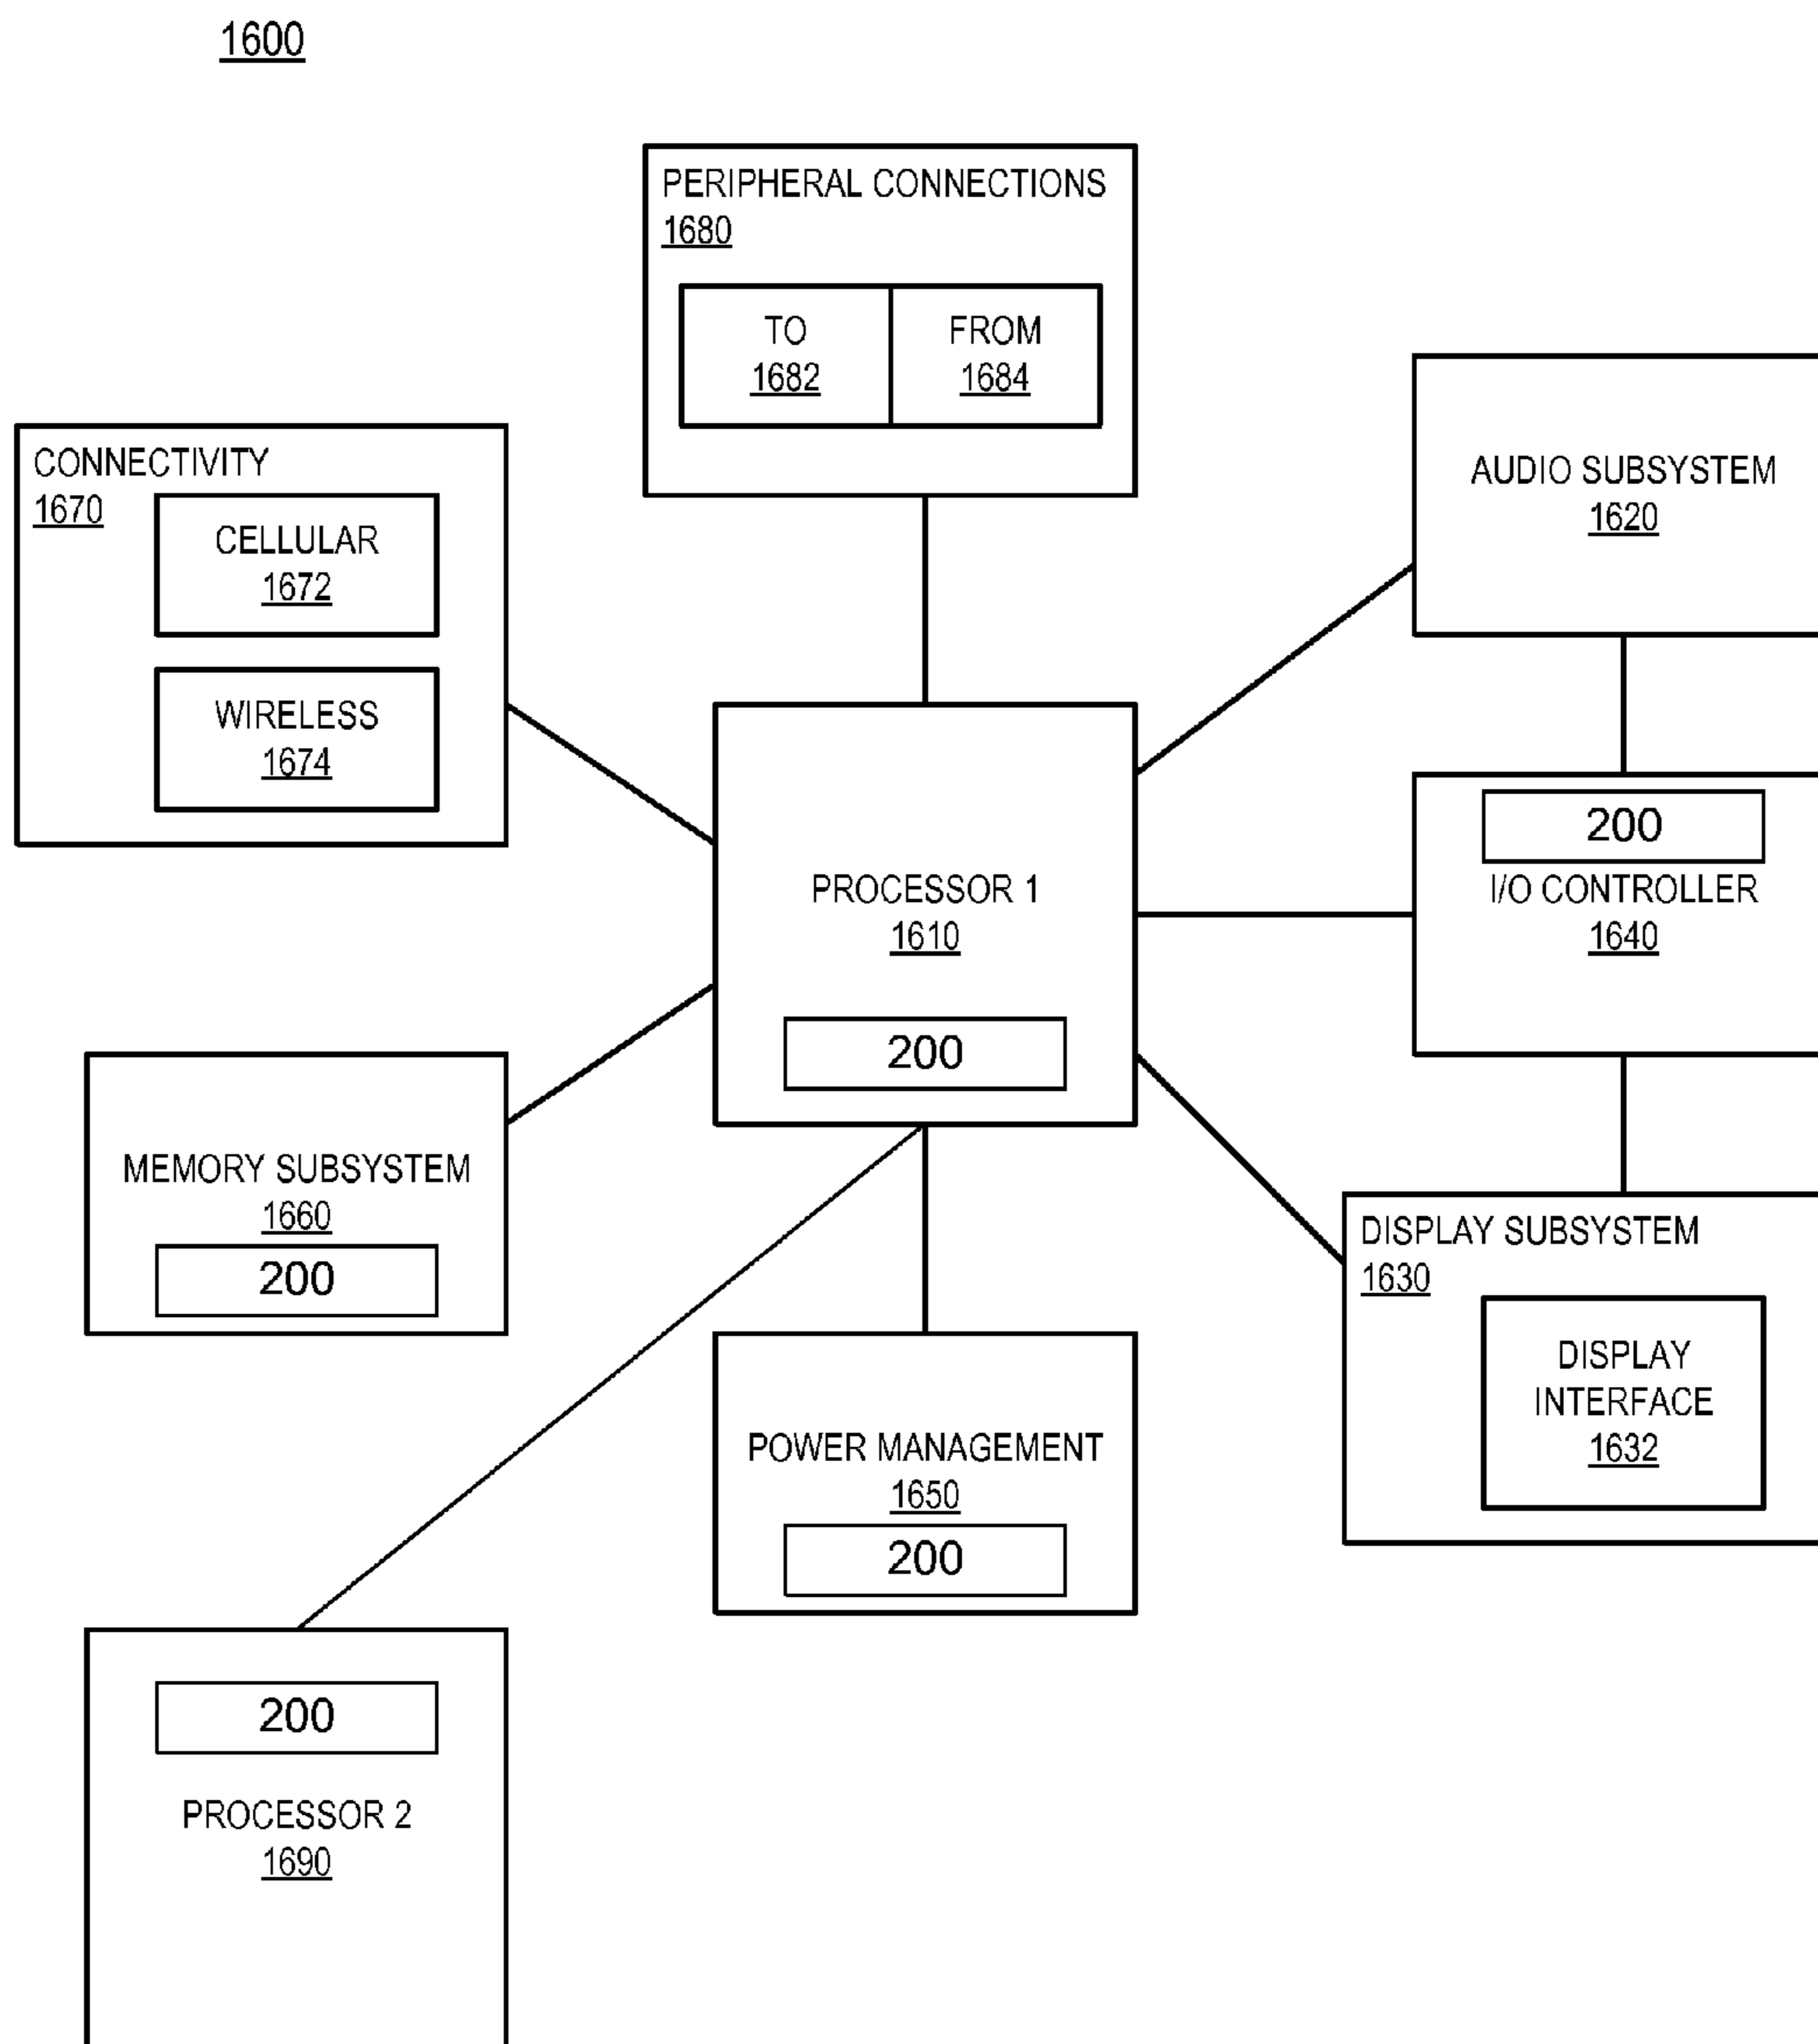 1600
PERIPHERAL CONNECTIONS
1680
TO
1682
FROM
1684
CONNECTIVITY
1670
CELLULAR
1672
WIRELESS
1674
AUDIO SUBSYSTEM
1620
PROCESSOR 1
1610
200
200
I/O CONTROLLER
1640
MEMORY SUBSYSTEM
1660
200
DISPLAY SUBSYSTEM
1630
DISPLAY
INTERFACE
1632
POWER MANAGEMENT
1650
200
200
PROCESSOR 2
1690